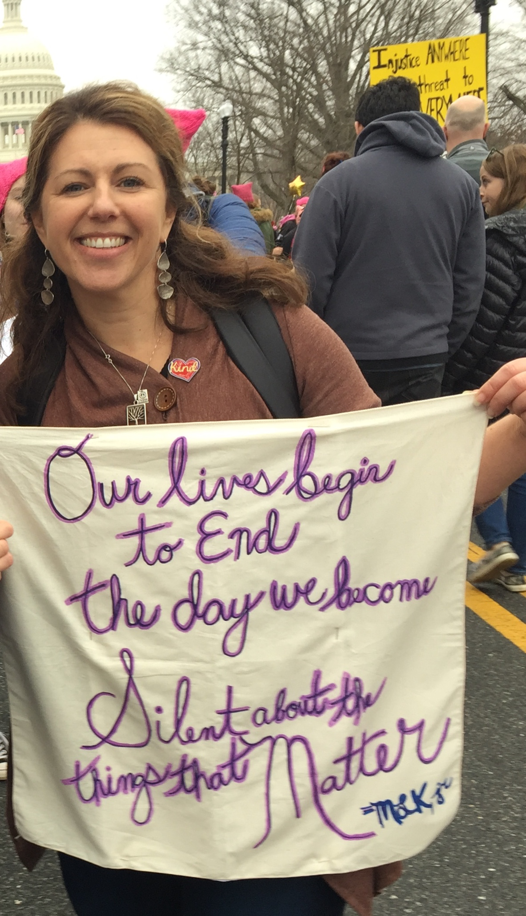 Injustice ANYWHERE
threat to
Kind
Our lives begin
to End
the day we become
Silent about the
things that Matter
-MLK Jr